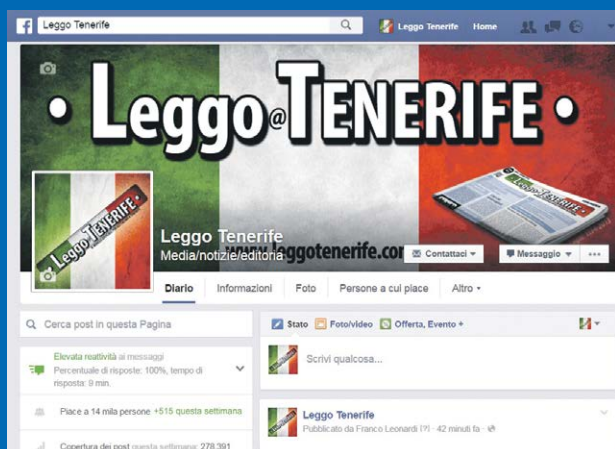 Leggo Tenerife
Leggo Tenerife Home
• Leggo@TENERIFE •
Leggo TENERIFE
Leggo TENERIFE
Leggo Tenerife
Media/notizie/editoria
www.leggotenerife.com
Contattaci
Messaggio
Diario Informazioni Foto Persone a cui piace Altro
Cerca post in questa Pagina
Elevata reattività ai messaggi
Percentuale di risposte: 100%, tempo di
risposta: 9 min.
Piace a 14 mila persone +515 questa settimana
Copertura dei post questa settimana: 278.391
Stato Foto/video Offerta, Evento +
Scrivi qualcosa...
Leggo Tenerife
Pubblicato da Franco Leonardi [?] · 42 minuti fa ·